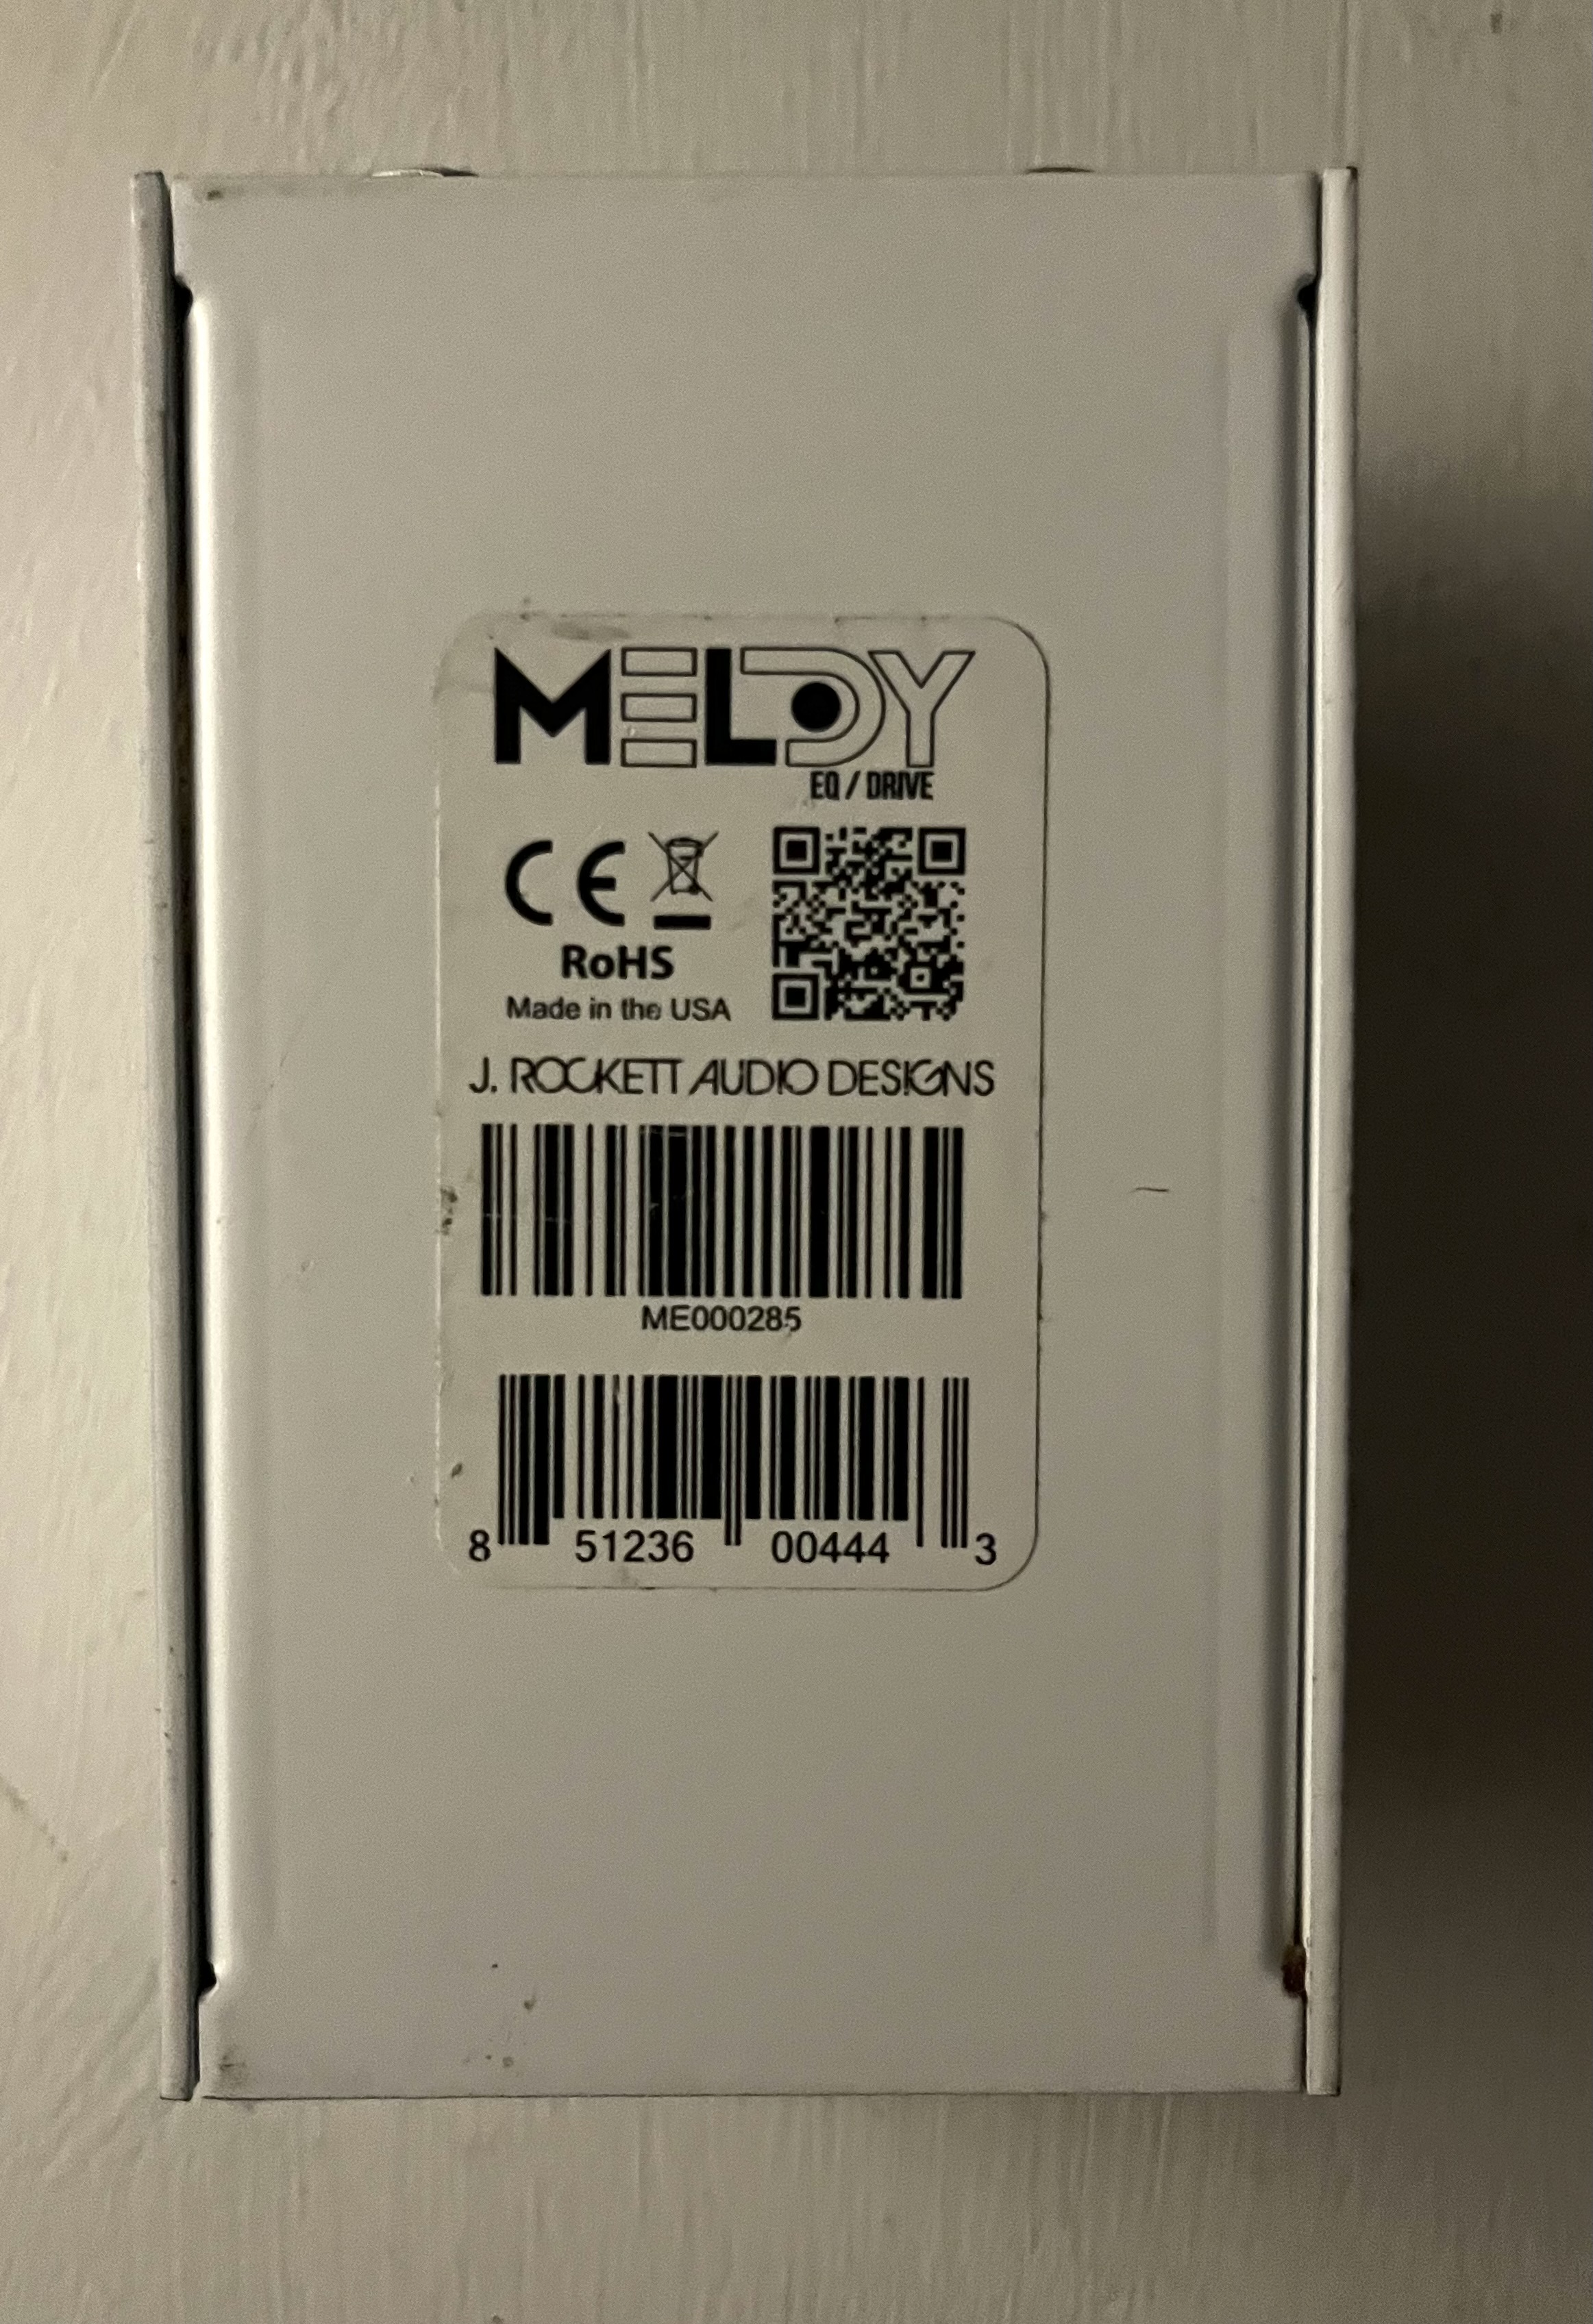 MELODY
EQ / DRIVE
CE
RoHS
Made in the USA
J. ROCKETT AUDIO DESIGNS
ME000285
8 51236 00444 3